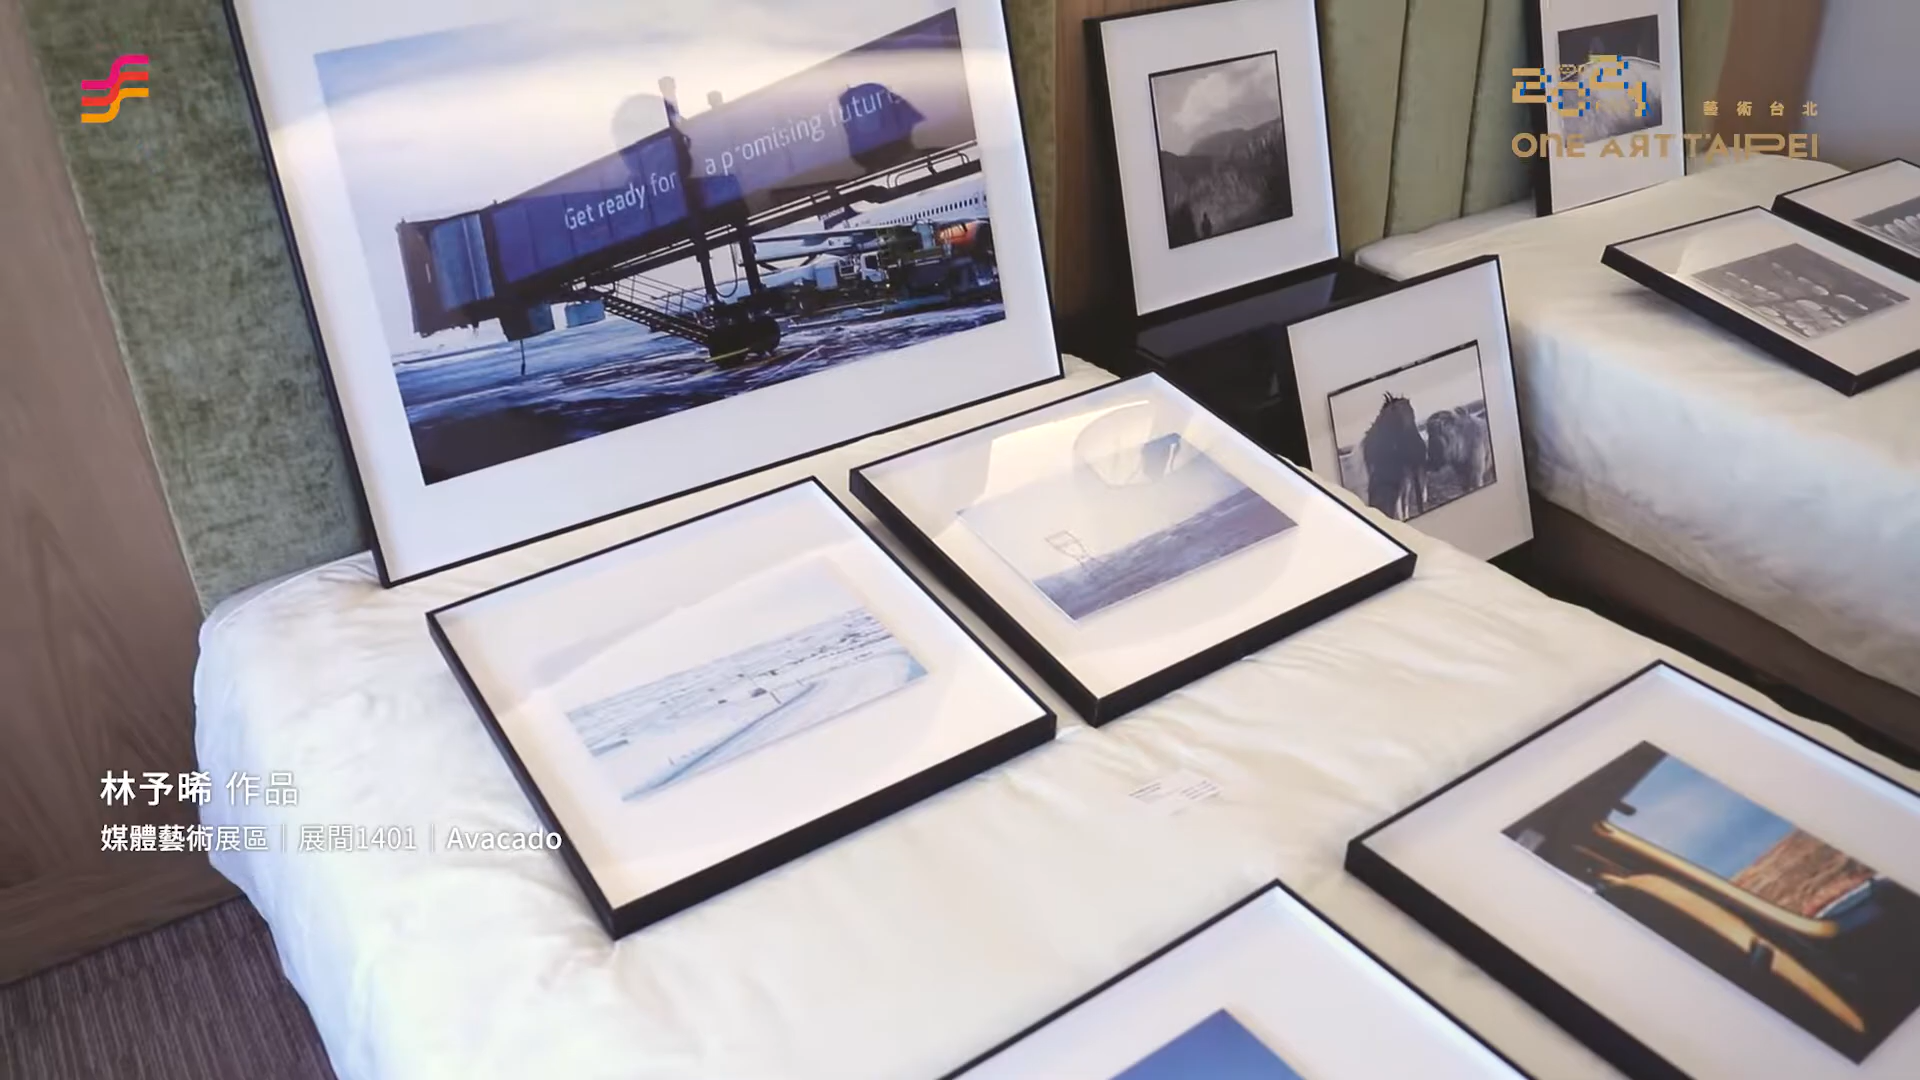 藝術台北
ONE ART TAIPEI
Get ready for a promising future
林予晞 作品
媒體藝術展區｜展間1401｜Avacado